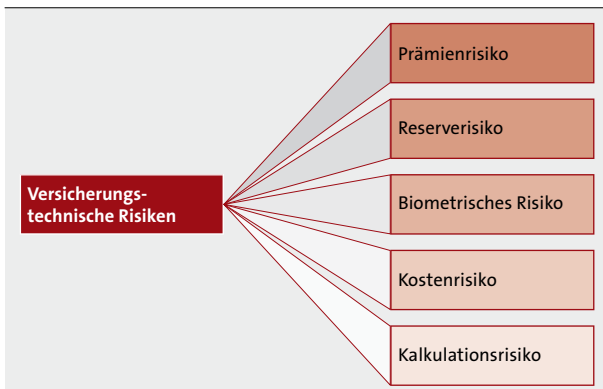 Prämienrisiko
Reserverisiko
Versicherungs-
technische Risiken
Biometrisches Risiko
Kostenrisiko
Kalkulationsrisiko